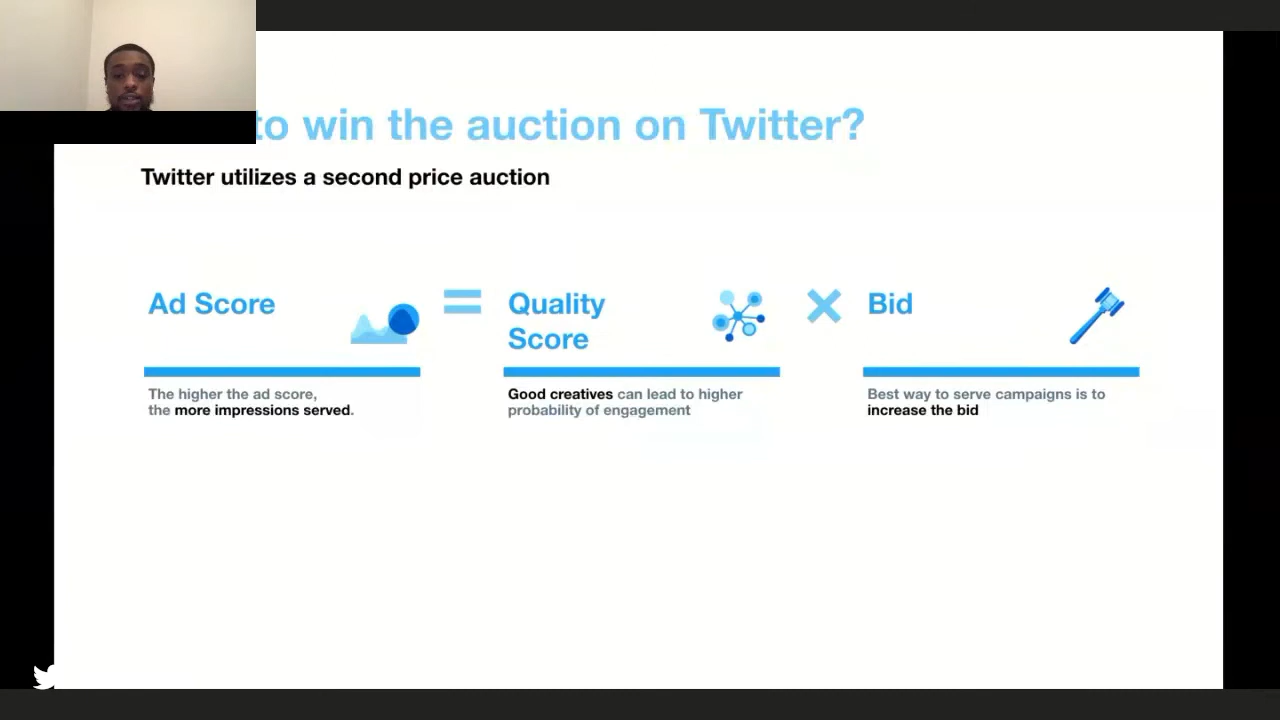 to win the auction on Twitter?
Twitter utilizes a second price auction
Ad Score
Quality
Score
Bid
The higher the ad score,
the more impressions served.
Good creatives can lead to higher
probability of engagement
Best way to serve campaigns is to
increase the bid